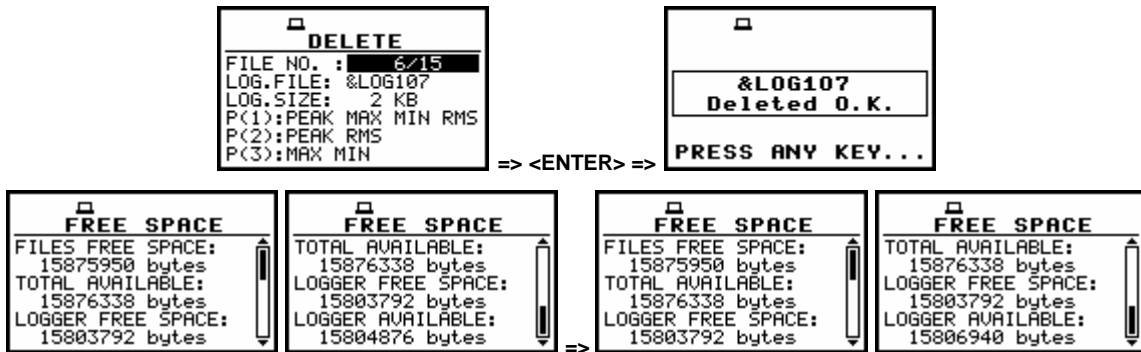 DELETE
FILE NO. : 6/15
LOG.FILE: &LOG107
LOG.SIZE: 2 KB
P(1):PEAK MAX MIN RMS
P(2):PEAK RMS
P(3):MAX MIN
=> <ENTER> =>
&LOG107
Deleted O.K.
PRESS ANY KEY...
FREE SPACE
FILES FREE SPACE:
15875950 bytes
TOTAL AVAILABLE:
15876338 bytes
LOGGER FREE SPACE:
15803792 bytes
FREE SPACE
TOTAL AVAILABLE:
15876338 bytes
LOGGER FREE SPACE:
15803792 bytes
LOGGER AVAILABLE:
15804876 bytes
=>
FREE SPACE
FILES FREE SPACE:
15875950 bytes
TOTAL AVAILABLE:
15876338 bytes
LOGGER FREE SPACE:
15803792 bytes
FREE SPACE
TOTAL AVAILABLE:
15876338 bytes
LOGGER FREE SPACE:
15803792 bytes
LOGGER AVAILABLE:
15806940 bytes